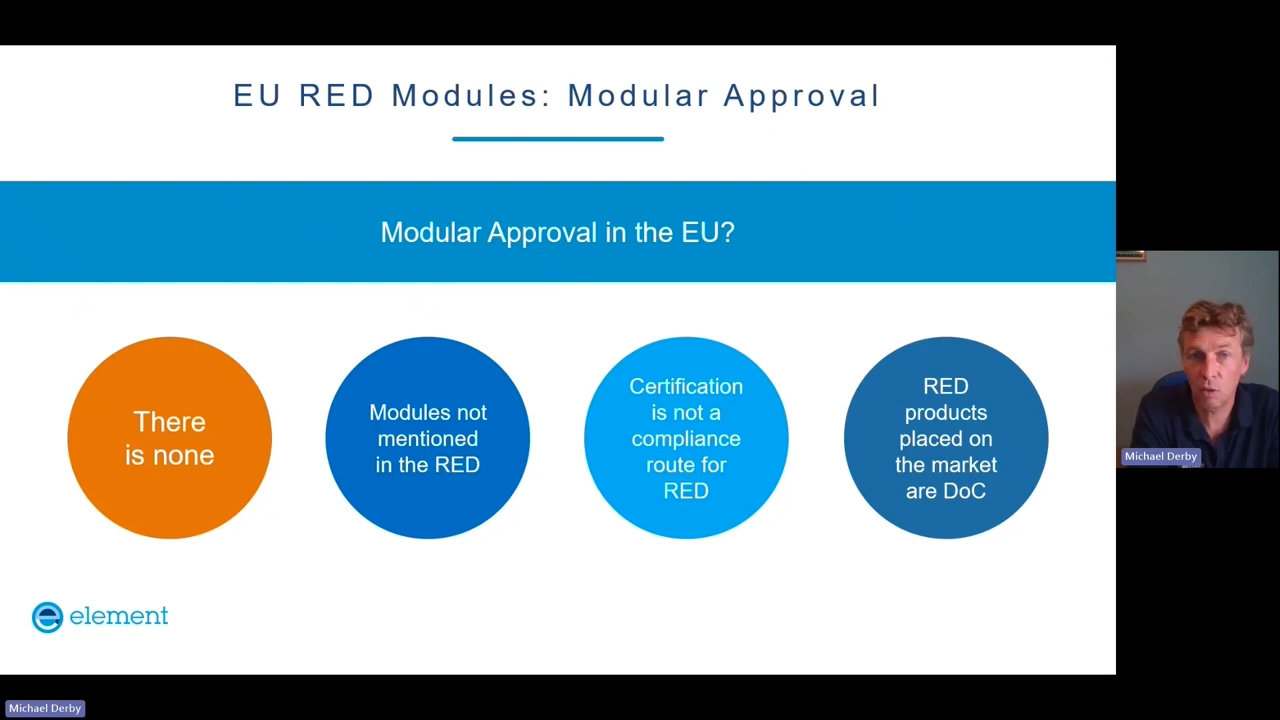 EU RED Modules: Modular Approval
Modular Approval in the EU?
There
is none
Modules not
mentioned
in the RED
Certification
is not a
compliance
route for
RED
RED
products
placed on
the market
are DoC
element
Michael Derby
Michael Derby